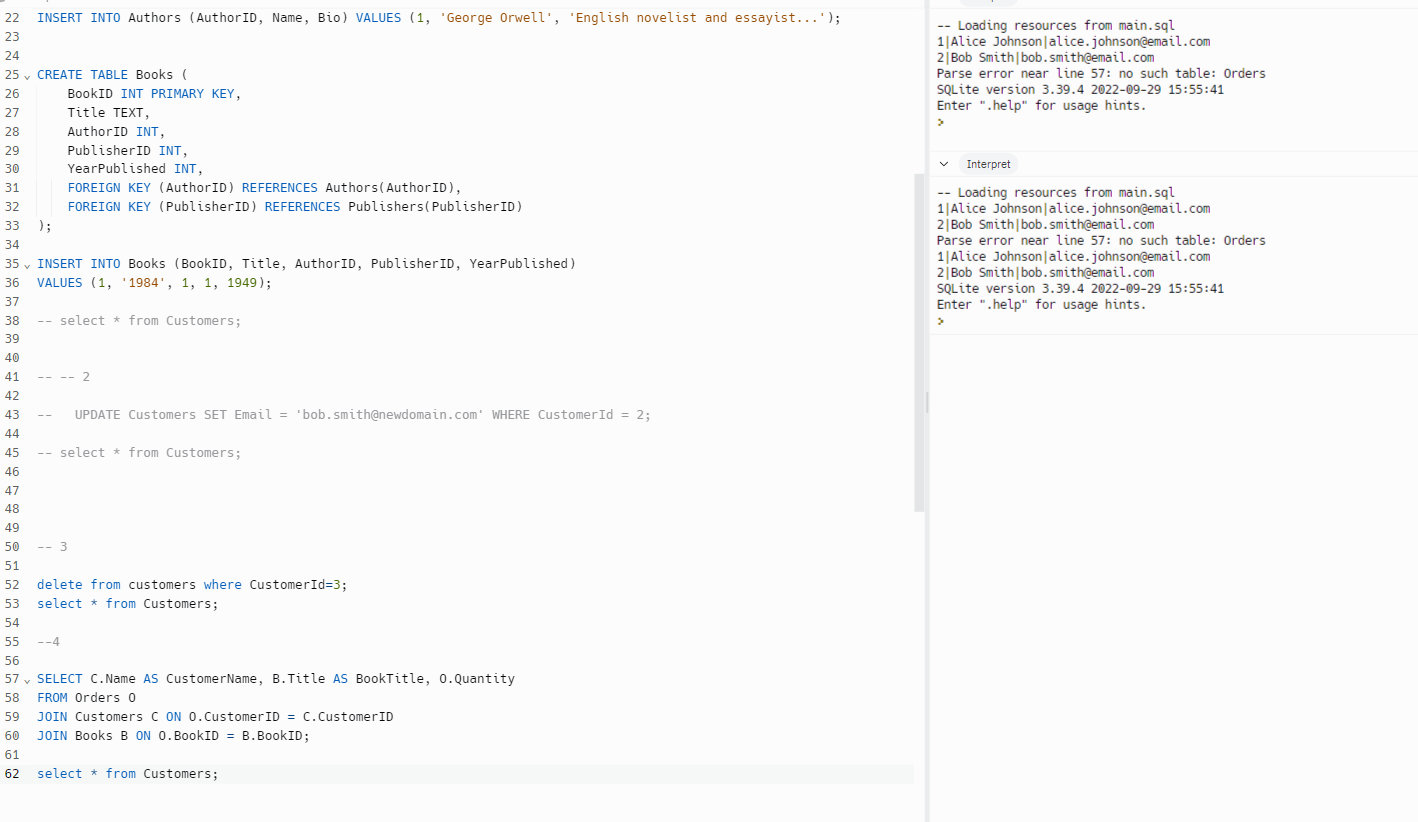 22 INSERT INTO Authors (AuthorID, Name, Bio) VALUES (1, 'George Orwell', 'English novelist and essayist...');
23
24
25 CREATE TABLE Books (
26 BookID INT PRIMARY KEY,
27 Title TEXT,
28 AuthorID INT,
29 PublisherID INT,
30 YearPublished INT,
31 FOREIGN KEY (AuthorID) REFERENCES Authors(AuthorID),
32 FOREIGN KEY (PublisherID) REFERENCES Publishers(PublisherID)
33 );
34
35 INSERT INTO Books (BookID, Title, AuthorID, PublisherID, YearPublished)
36 VALUES (1, '1984', 1, 1, 1949);
37
38 -- select * from Customers;
39
40
41 -- -- 2
42
43 --   UPDATE Customers SET Email = 'bob.smith@newdomain.com' WHERE CustomerId = 2;
44
45 -- select * from Customers;
46
47
48
49
50 -- 3
51
52 delete from customers where CustomerId=3;
53 select * from Customers;
54
55 --4
56
57 SELECT C.Name AS CustomerName, B.Title AS BookTitle, O.Quantity
58 FROM Orders O
59 JOIN Customers C ON O.CustomerID = C.CustomerID
60 JOIN Books B ON O.BookID = B.BookID;
61
62 select * from Customers;
-- Loading resources from main.sql
1|Alice Johnson|alice.johnson@email.com
2|Bob Smith|bob.smith@email.com
Parse error near line 57: no such table: Orders
SQLite version 3.39.4 2022-09-29 15:55:41
Enter ".help" for usage hints.
>
Interpret
-- Loading resources from main.sql
1|Alice Johnson|alice.johnson@email.com
2|Bob Smith|bob.smith@email.com
Parse error near line 57: no such table: Orders
1|Alice Johnson|alice.johnson@email.com
2|Bob Smith|bob.smith@email.com
SQLite version 3.39.4 2022-09-29 15:55:41
Enter ".help" for usage hints.
>